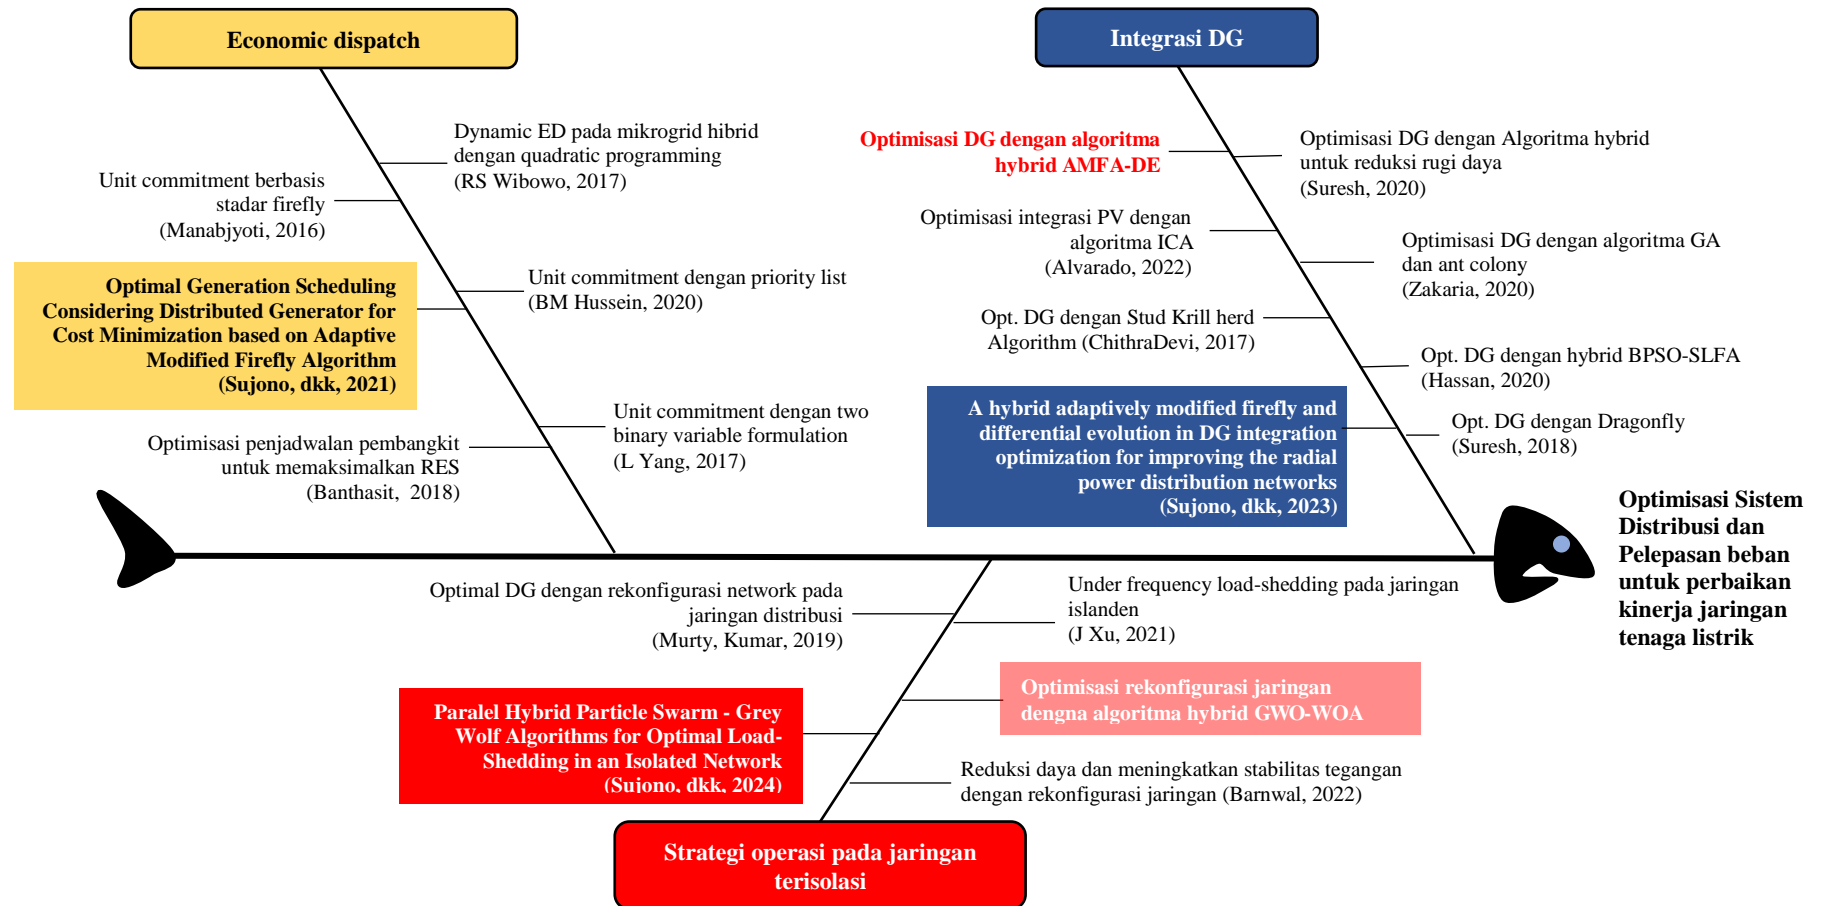 Economic dispatch
Dynamic ED pada mikrogrid hibrid
dengan quadratic programming
(RS Wibowo, 2017)
Unit commitment berbasis
stadar firefly
(Manabjyoti, 2016)
Optimal Generation Scheduling
Considering Distributed Generator for
Cost Minimization based on Adaptive
Modified Firefly Algorithm
(Sujono, dkk, 2021)
Unit commitment dengan priority list
(BM Hussein, 2020)
Unit commitment dengan two
binary variable formulation
(L Yang, 2017)
Optimisasi penjadwalan pembangkit
untuk memaksimalkan RES
(Banthasit, 2018)
Integrasi DG
Optimisasi DG dengan algoritma
hybrid AMFA-DE
Optimisasi DG dengan Algoritma hybrid
untuk reduksi rugi daya
(Suresh, 2020)
Optimisasi integrasi PV dengan
algoritma ICA
(Alvarado, 2022)
Optimisasi DG dengan algoritma GA
dan ant colony
(Zakaria, 2020)
Opt. DG dengan Stud Krill herd
Algorithm (ChithraDevi, 2017)
Opt. DG dengan hybrid BPSO-SLFA
(Hassan, 2020)
A hybrid adaptively modified firefly and
differential evolution in DG integration
optimization for improving the radial
power distribution networks
(Sujono, dkk, 2023)
Opt. DG dengan Dragonfly
(Suresh, 2018)
Optimisasi Sistem
Distribusi dan
Pelepasan beban
untuk perbaikan
kinerja jaringan
tenaga listrik
Optimal DG dengan rekonfigurasi network pada
jaringan distribusi
(Murty, Kumar, 2019)
Under frequency load-shedding pada jaringan
islanden
(J Xu, 2021)
Paralel Hybrid Particle Swarm - Grey
Wolf Algorithms for Optimal Load-
Shedding in an Isolated Network
(Sujono, dkk, 2024)
Optimisasi rekonfigurasi jaringan
dengna algoritma hybrid GWO-WOA
Reduksi daya dan meningkatkan stabilitas tegangan
dengan rekonfigurasi jaringan (Barnwal, 2022)
Strategi operasi pada jaringan
terisolasi